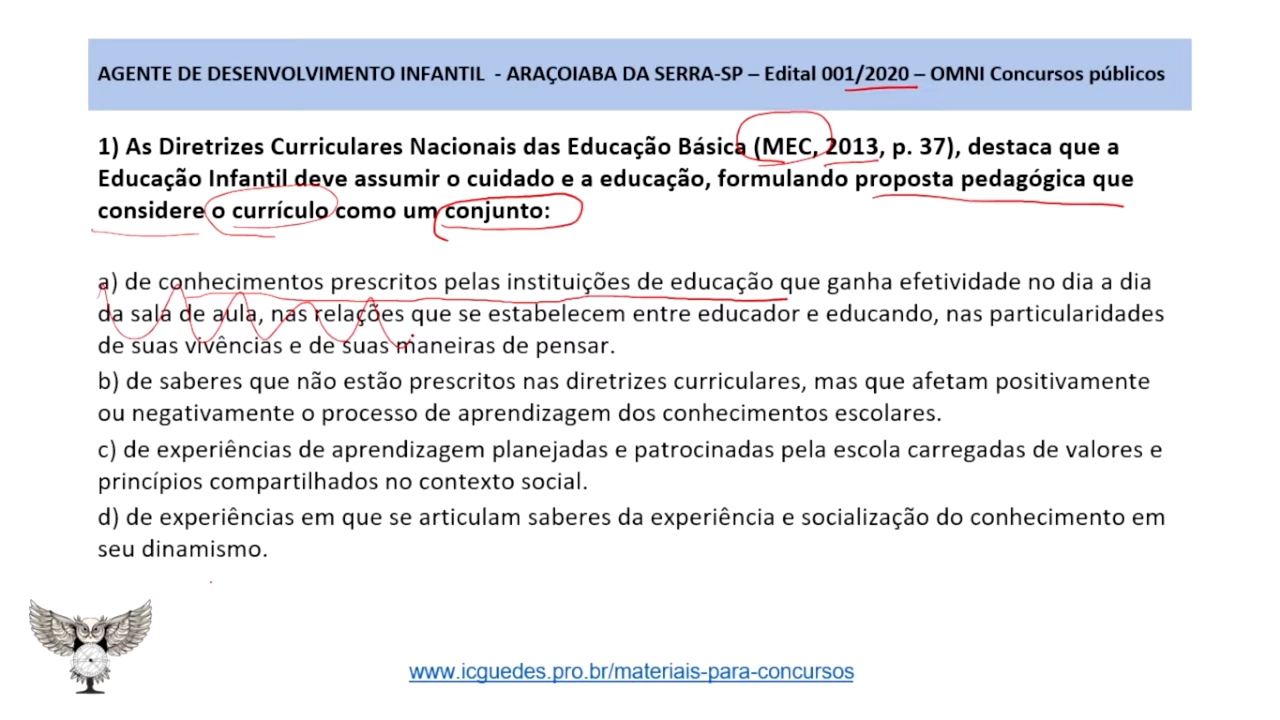 AGENTE DE DESENVOLVIMENTO INFANTIL - ARAÇOIABA DA SERRA-SP – Edital 001/2020 – OMNI Concursos públicos
1) As Diretrizes Curriculares Nacionais das Educação Básica (MEC, 2013, p. 37), destaca que a
Educação Infantil deve assumir o cuidado e a educação, formulando proposta pedagógica que
considere o currículo como um conjunto:
a) de conhecimentos prescritos pelas instituições de educação que ganha efetividade no dia a dia
da sala de aula, nas relações que se estabelecem entre educador e educando, nas particularidades
de suas vivências e de suas maneiras de pensar.
b) de saberes que não estão prescritos nas diretrizes curriculares, mas que afetam positivamente
ou negativamente o processo de aprendizagem dos conhecimentos escolares.
c) de experiências de aprendizagem planejadas e patrocinadas pela escola carregadas de valores e
princípios compartilhados no contexto social.
d) de experiências em que se articulam saberes da experiência e socialização do conhecimento em
seu dinamismo.
www.icguedes.pro.br/materiais-para-concursos